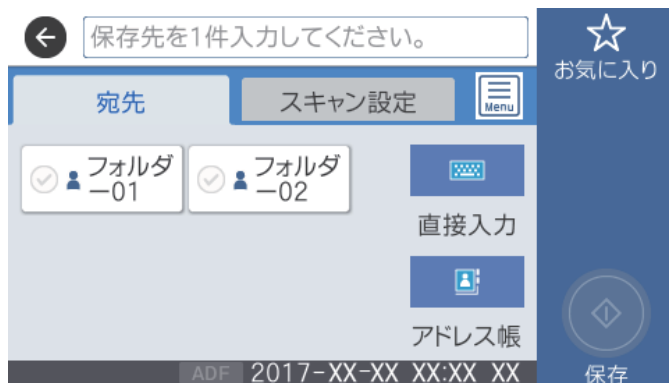 保存先を1件入力してください。
お気に入り
宛先
スキャン設定
Menu
フォルダ
ー01
フォルダ
ー02
直接入力
アドレス帳
ADF 2017-XX-XX XX:XX XX
保存